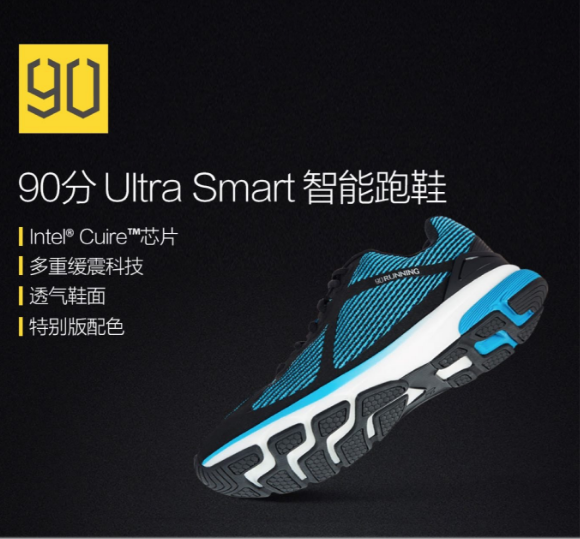 90
90分 Ultra Smart 智能跑鞋
Intel® Cuire™芯片
多重缓震科技
透气鞋面
特别版配色
90RUNNING